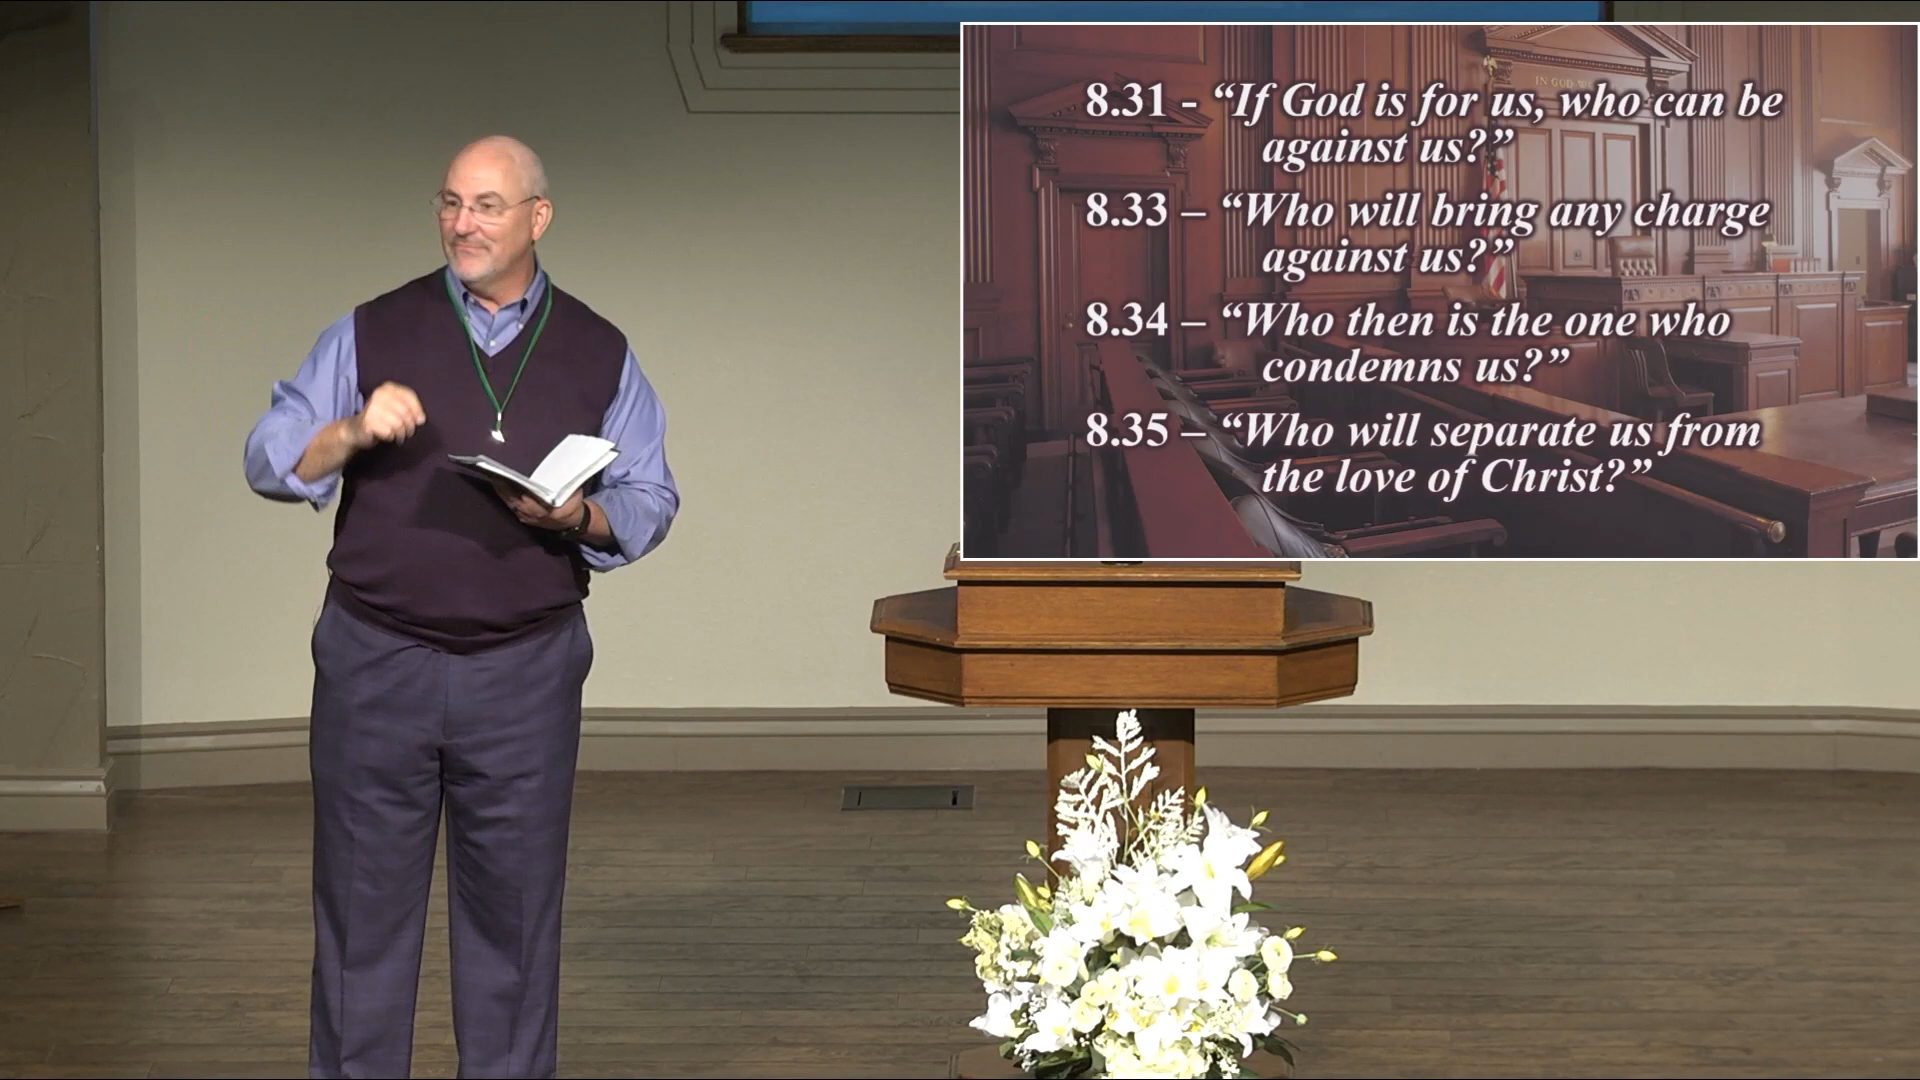 IN GOD W
8.31 - “If God is for us, who can be
against us?”
8.33 – “Who will bring any charge
against us?”
8.34 – “Who then is the one who
condemns us?”
8.35 – “Who will separate us from
the love of Christ?”